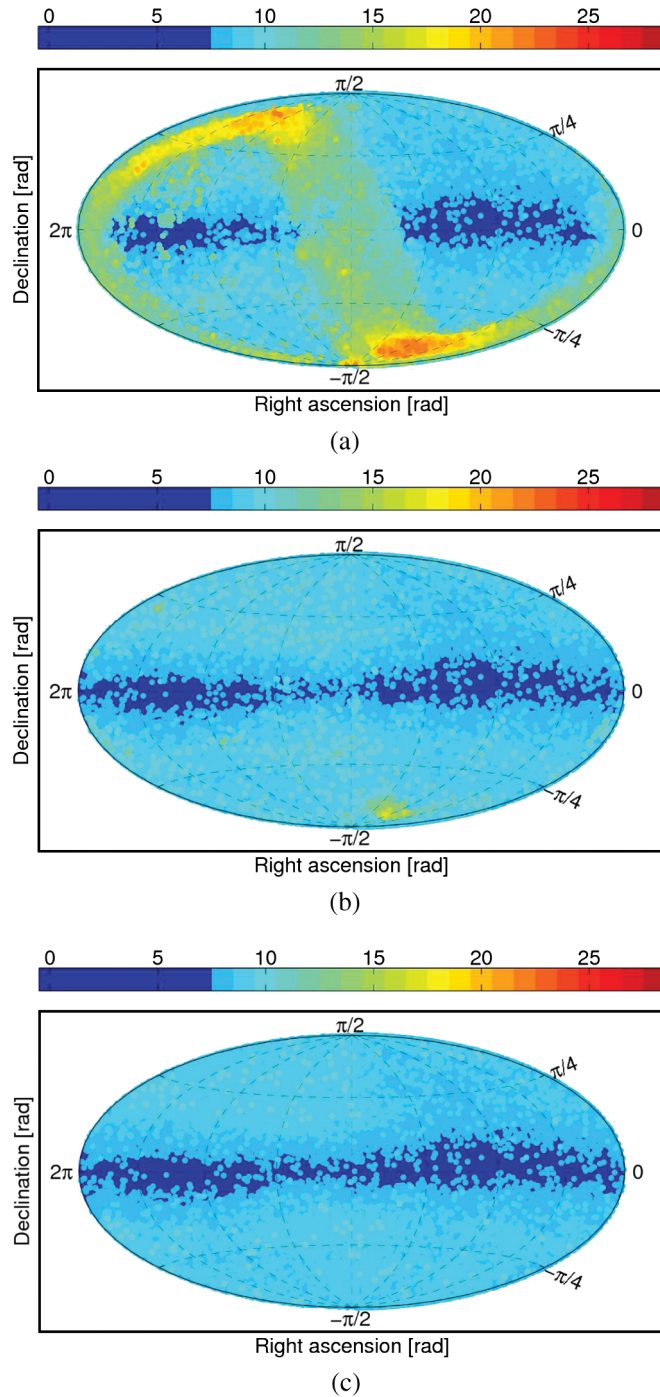 0 5 10 15 20 25
π/2
π/4
Declination [rad]
2π
0
−π/4
−π/2
Right ascension [rad]
(a)
0 5 10 15 20 25
π/2
π/4
Declination [rad]
2π
0
−π/4
−π/2
Right ascension [rad]
(b)
0 5 10 15 20 25
π/2
π/4
Declination [rad]
2π
0
−π/4
−π/2
Right ascension [rad]
(c)